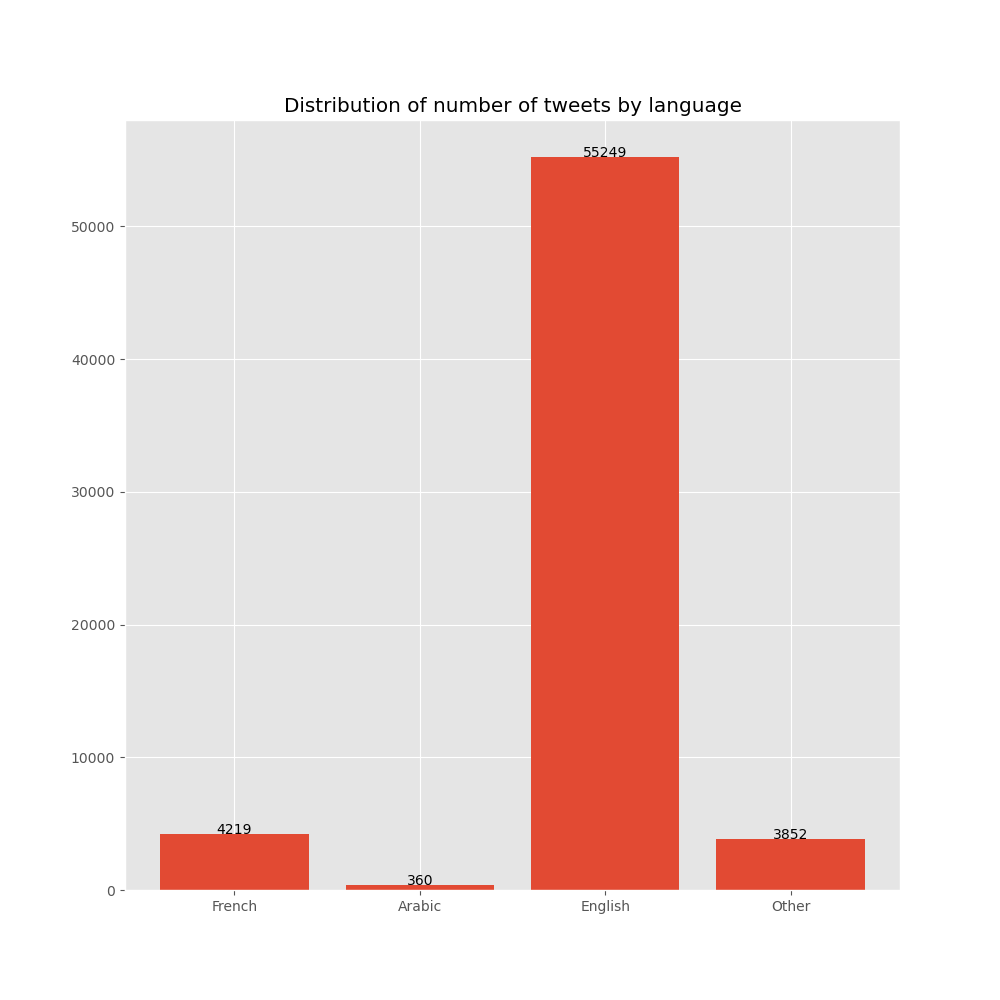 Distribution of number of tweets by language
55249
50000
40000
30000
20000
10000
4219
3852
360
0
French
Arabic
English
Other